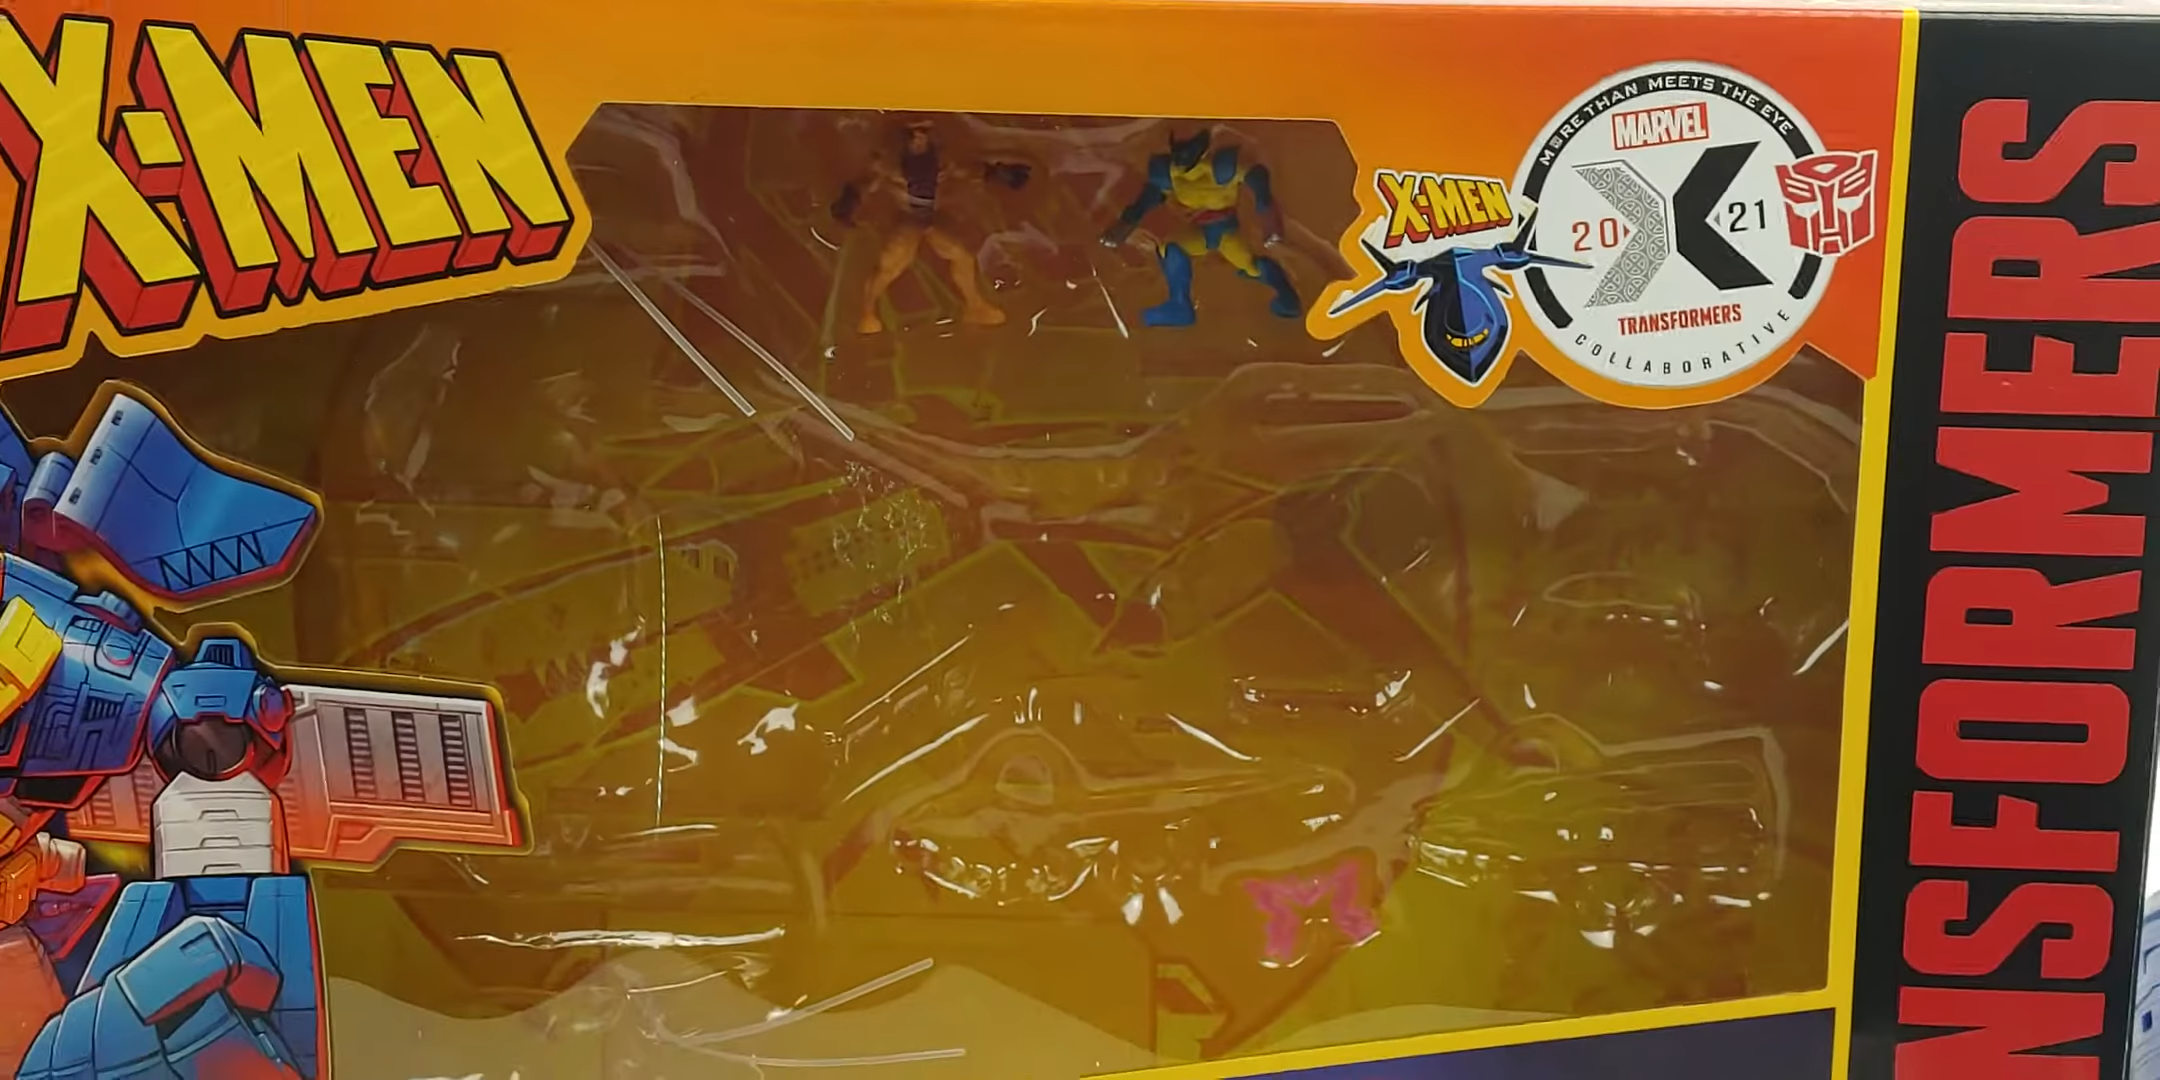 X-MEN
MORE THAN MEETS THE EYE
MARVEL
X-MEN
20 21
TRANSFORMERS
COLLABORATIVE
NSFORMERS